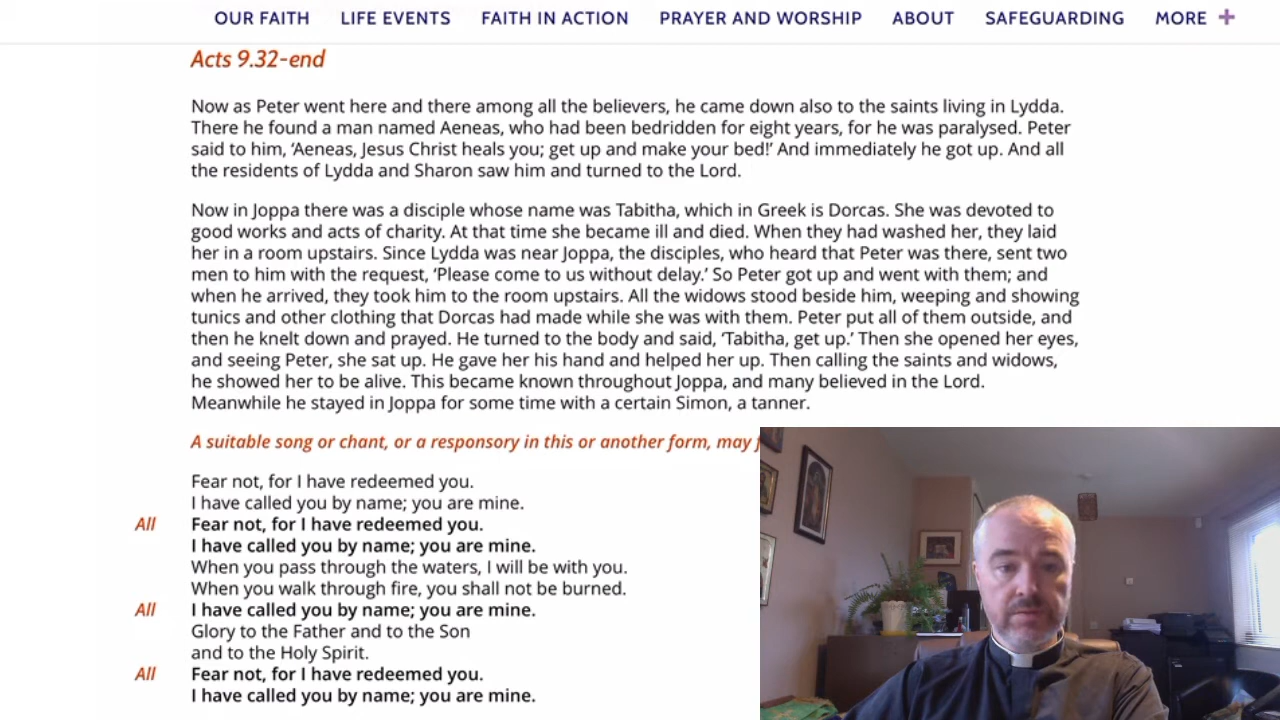 OUR FAITH LIFE EVENTS FAITH IN ACTION PRAYER AND WORSHIP ABOUT SAFEGUARDING MORE +
Acts 9.32-end
Now as Peter went here and there among all the believers, he came down also to the saints living in Lydda.
There he found a man named Aeneas, who had been bedridden for eight years, for he was paralysed. Peter
said to him, ‘Aeneas, Jesus Christ heals you; get up and make your bed!’ And immediately he got up. And all
the residents of Lydda and Sharon saw him and turned to the Lord.
Now in Joppa there was a disciple whose name was Tabitha, which in Greek is Dorcas. She was devoted to
good works and acts of charity. At that time she became ill and died. When they had washed her, they laid
her in a room upstairs. Since Lydda was near Joppa, the disciples, who heard that Peter was there, sent two
men to him with the request, ‘Please come to us without delay.’ So Peter got up and went with them; and
when he arrived, they took him to the room upstairs. All the widows stood beside him, weeping and showing
tunics and other clothing that Dorcas had made while she was with them. Peter put all of them outside, and
then he knelt down and prayed. He turned to the body and said, ‘Tabitha, get up.’ Then she opened her eyes,
and seeing Peter, she sat up. He gave her his hand and helped her up. Then calling the saints and widows,
he showed her to be alive. This became known throughout Joppa, and many believed in the Lord.
Meanwhile he stayed in Joppa for some time with a certain Simon, a tanner.
A suitable song or chant, or a responsory in this or another form, may
Fear not, for I have redeemed you.
I have called you by name; you are mine.
All Fear not, for I have redeemed you.
I have called you by name; you are mine.
When you pass through the waters, I will be with you.
When you walk through fire, you shall not be burned.
All I have called you by name; you are mine.
Glory to the Father and to the Son
and to the Holy Spirit.
All Fear not, for I have redeemed you.
I have called you by name; you are mine.